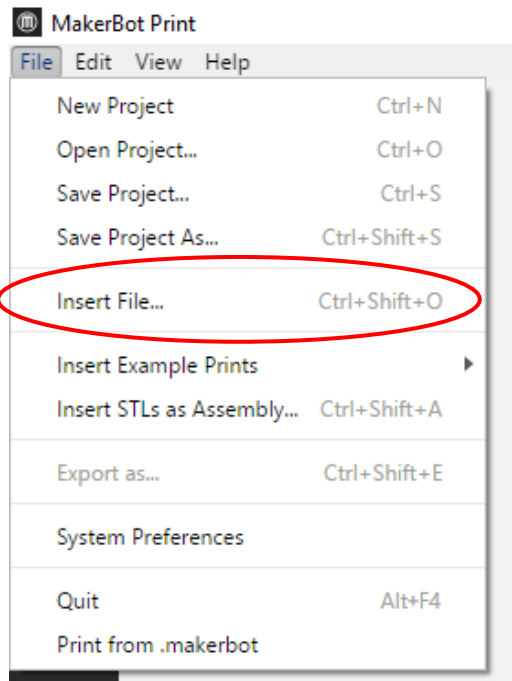 MakerBot Print
File Edit View Help
New Project Ctrl+N
Open Project... Ctrl+O
Save Project... Ctrl+S
Save Project As... Ctrl+Shift+S
Insert File... Ctrl+Shift+O
Insert Example Prints
Insert STLs as Assembly... Ctrl+Shift+A
Export as... Ctrl+Shift+E
System Preferences
Quit Alt+F4
Print from .makerbot